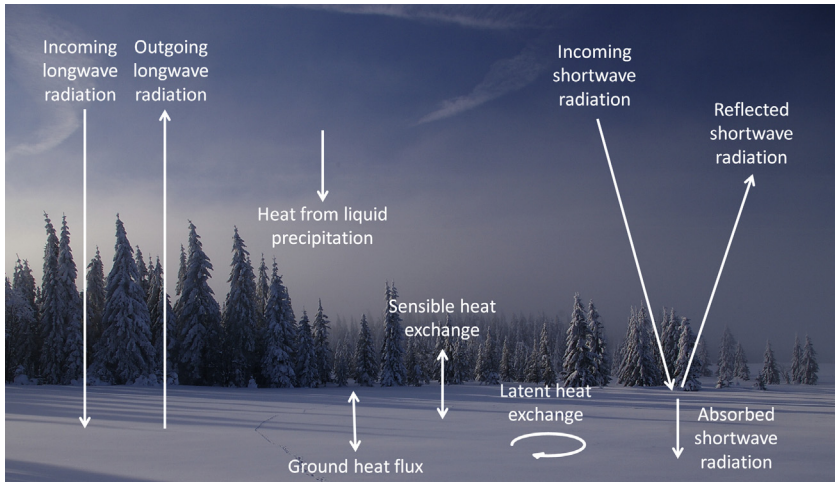 Incoming
longwave
radiation
Outgoing
longwave
radiation
Incoming
shortwave
radiation
Reflected
shortwave
radiation
Heat from liquid
precipitation
Sensible heat
exchange
Latent heat
exchange
Absorbed
shortwave
radiation
Ground heat flux